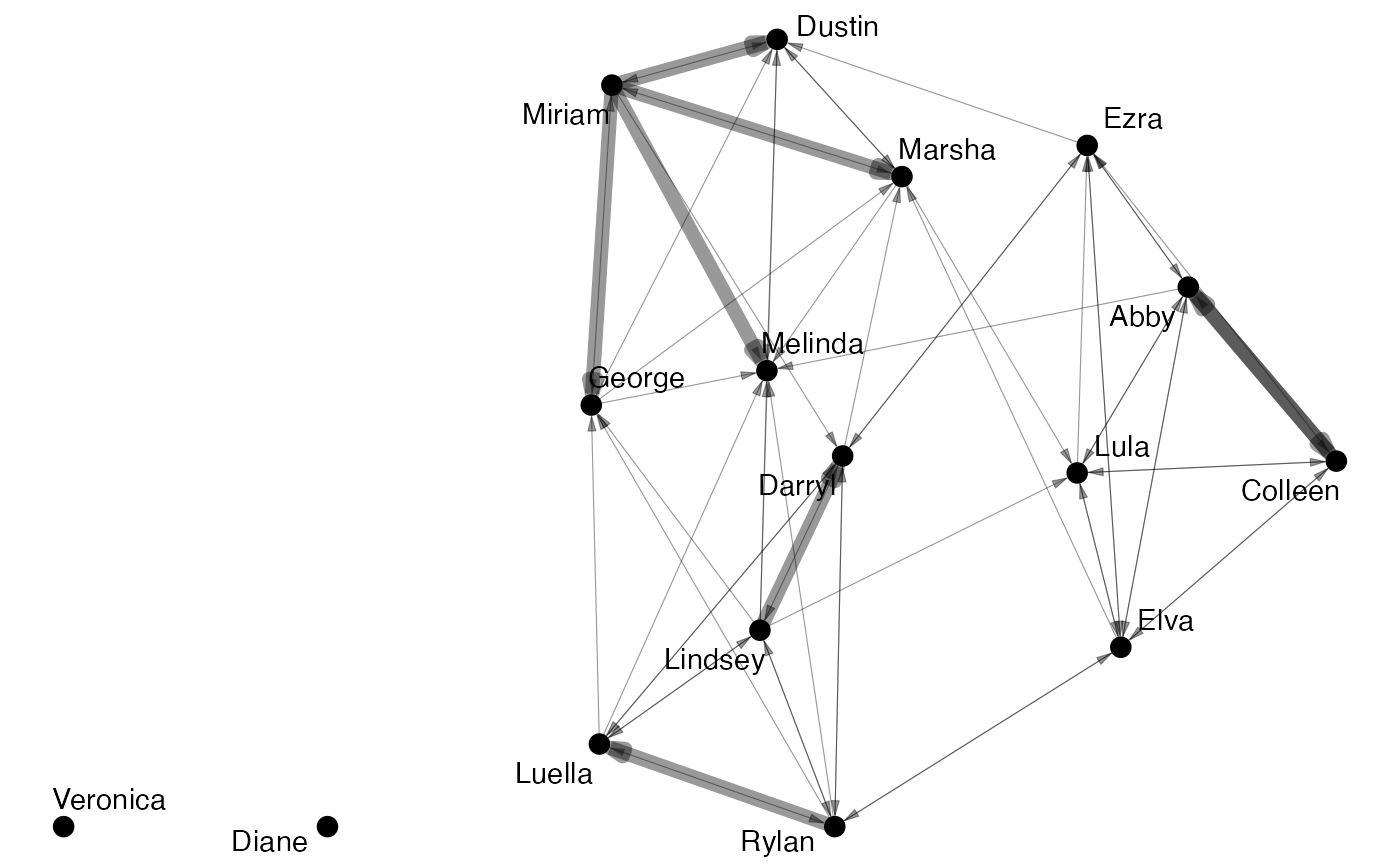 Dustin
Miriam
Ezra
Marsha
Abby
Melinda
George
Lula
Darryl
Colleen
Elva
Lindsey
Luella
Veronica
Diane
Rylan